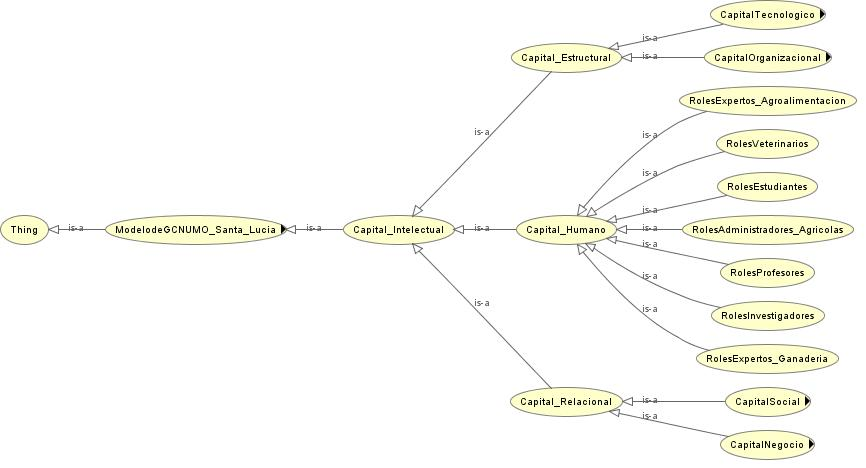 CapitalTecnologico
is-a
Capital_Estructural
is-a
CapitalOrganizacional
RolesExpertos_Agroalimentacion
is-a
is-a
RolesVeterinarios
is-a
RolesEstudiantes
is-a
Thing
is-a
ModelodeGCNUMO_Santa_Lucia
is-a
Capital_Intelectual
is-a
Capital_Humano
is-a
RolesAdministradores_Agricolas
is-a
RolesProfesores
is-a
is-a
RolesInvestigadores
is-a
RolesExpertos_Ganaderia
Capital_Relacional
is-a
CapitalSocial
is-a
CapitalNegocio